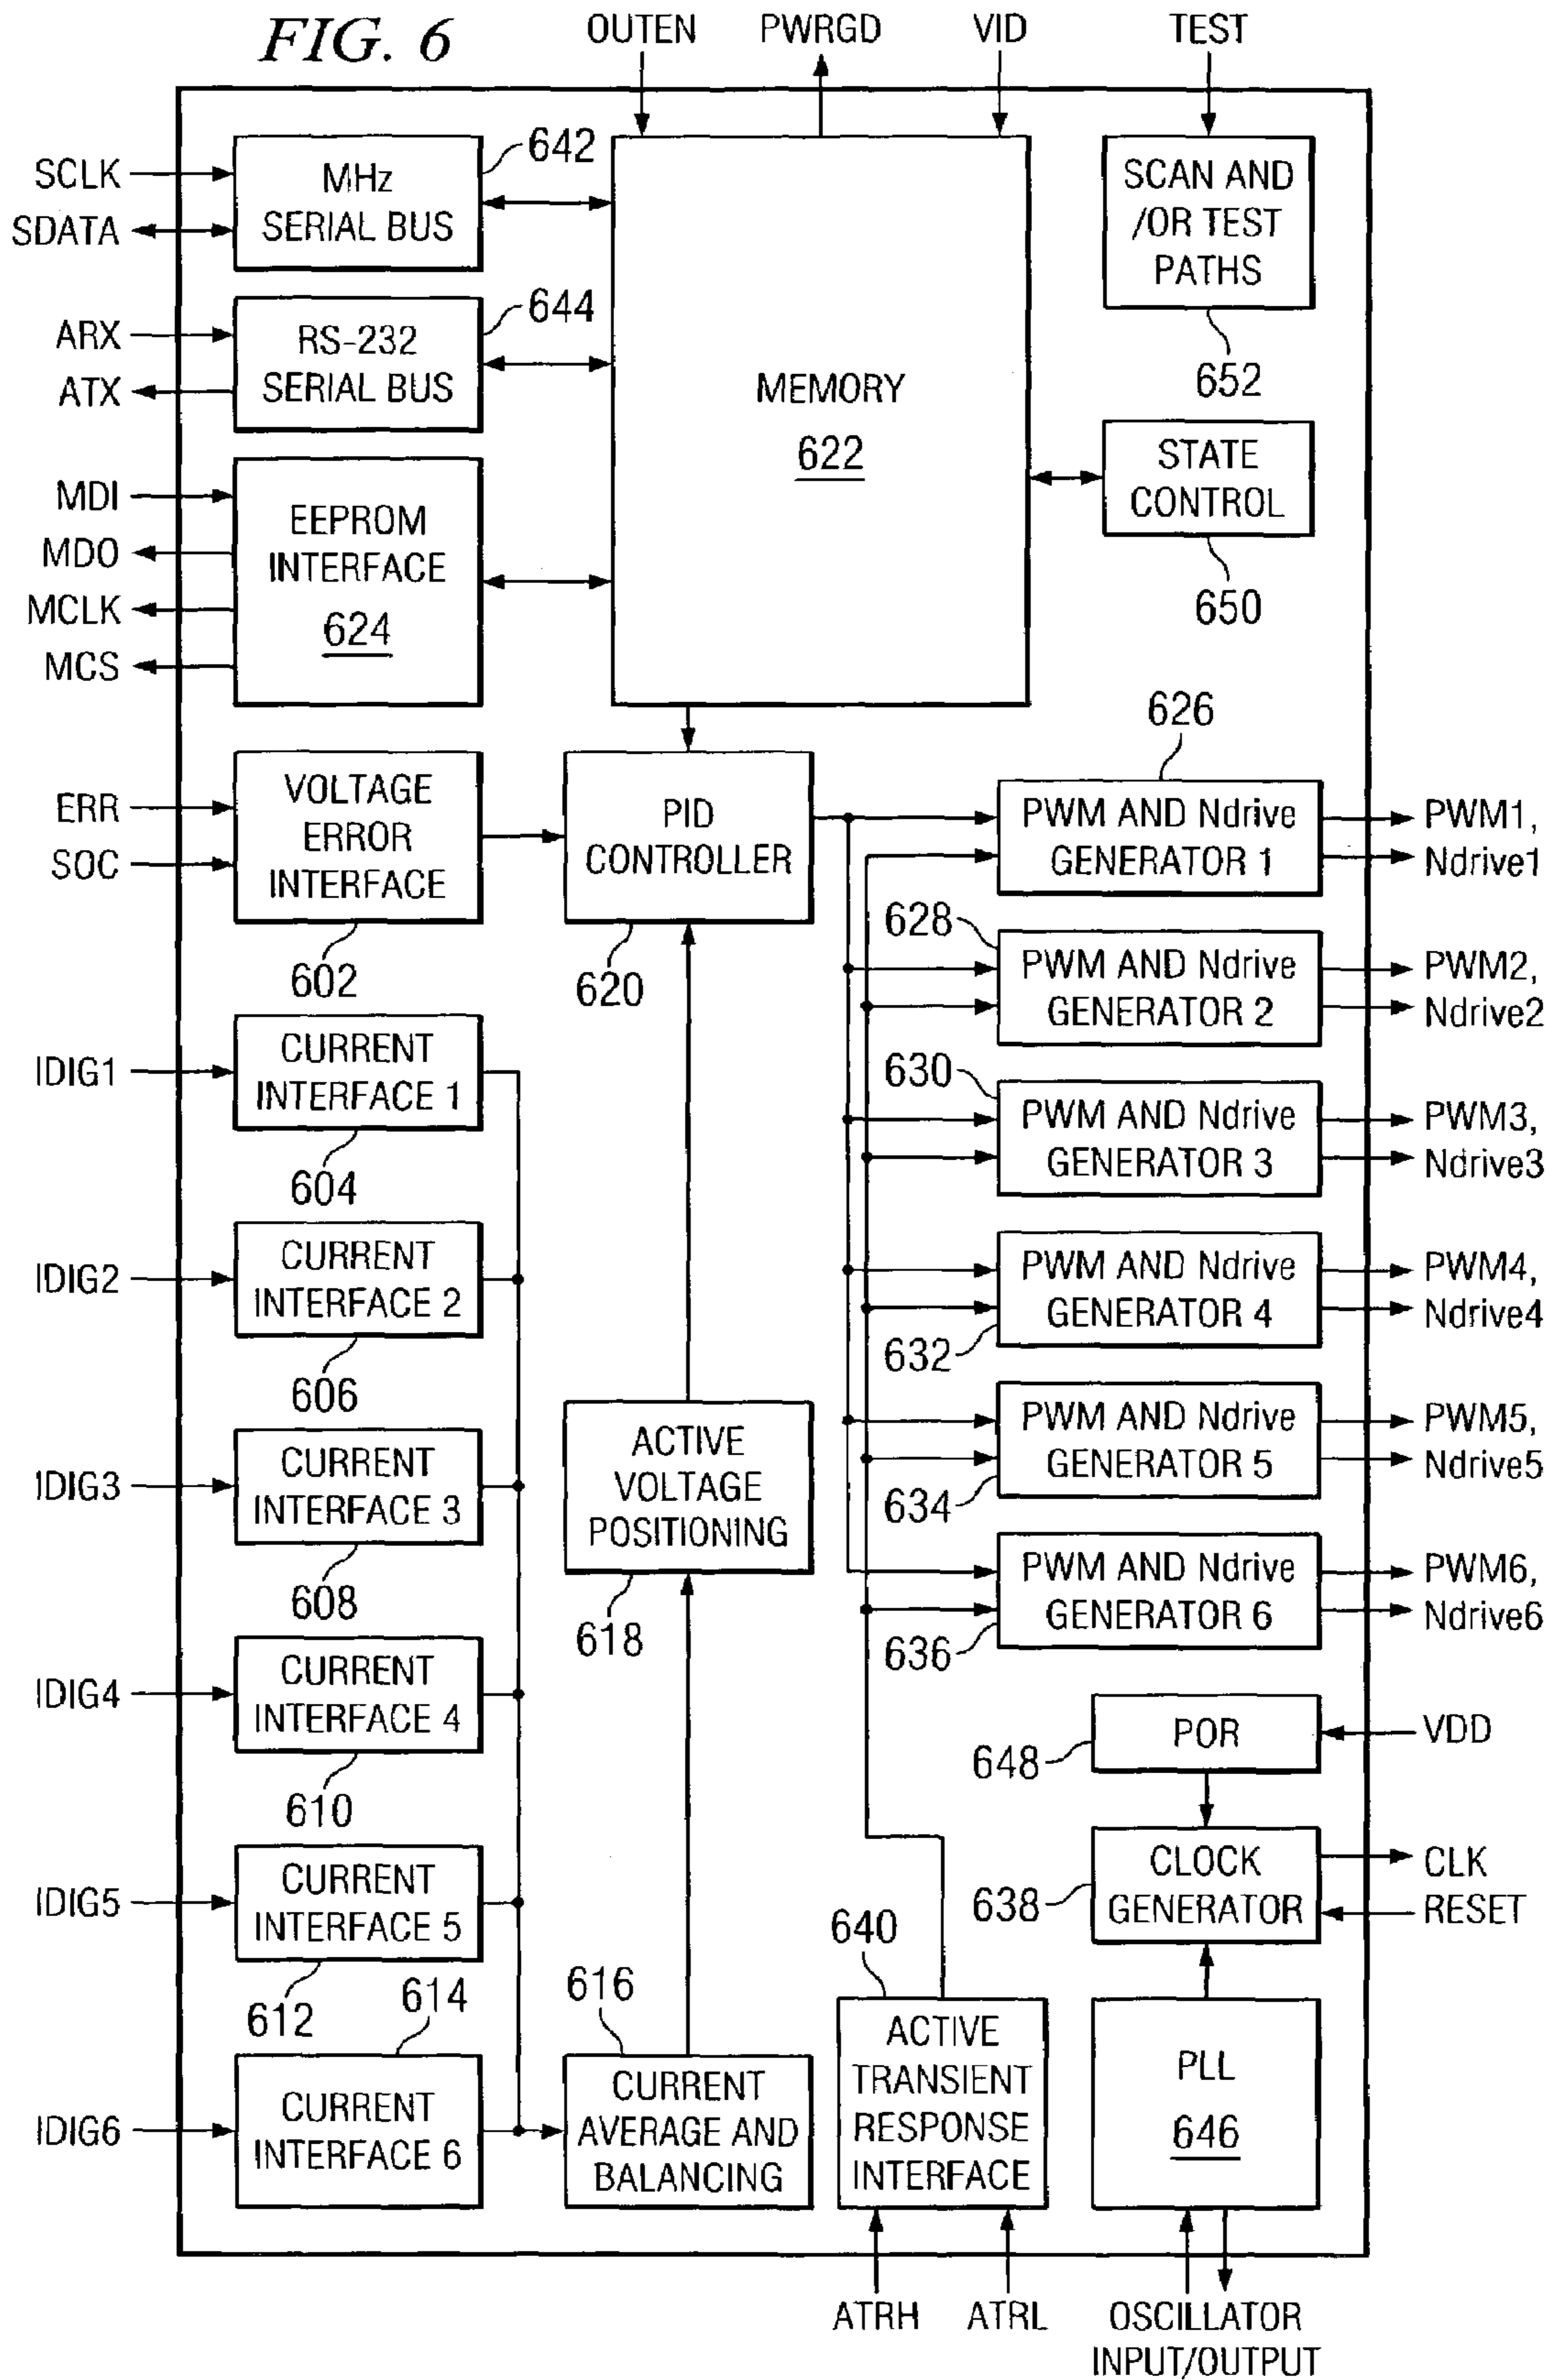 FIG. 6
OUTEN
PWRGD
VID
TEST
SCLK
SDATA
MHz
SERIAL BUS
642
ARX
ATX
RS-232
SERIAL BUS
644
MDI
MDO
MCLK
MCS
EEPROM
INTERFACE
624
MEMORY
622
SCAN AND
/OR TEST
PATHS
652
STATE
CONTROL
650
ERR
SOC
VOLTAGE
ERROR
INTERFACE
602
PID
CONTROLLER
620
626
PWM AND Ndrive
GENERATOR 1
PWM1,
Ndrive1
628
PWM AND Ndrive
GENERATOR 2
PWM2,
Ndrive2
630
PWM AND Ndrive
GENERATOR 3
PWM3,
Ndrive3
632
PWM AND Ndrive
GENERATOR 4
PWM4,
Ndrive4
634
PWM AND Ndrive
GENERATOR 5
PWM5,
Ndrive5
636
PWM AND Ndrive
GENERATOR 6
PWM6,
Ndrive6
IDIG1
CURRENT
INTERFACE 1
604
IDIG2
CURRENT
INTERFACE 2
606
IDIG3
CURRENT
INTERFACE 3
608
IDIG4
CURRENT
INTERFACE 4
610
IDIG5
CURRENT
INTERFACE 5
612
IDIG6
CURRENT
INTERFACE 6
614
ACTIVE
VOLTAGE
POSITIONING
618
616
CURRENT
AVERAGE AND
BALANCING
640
ACTIVE
TRANSIENT
RESPONSE
INTERFACE
ATRH
ATRL
648
POR
VDD
638
CLOCK
GENERATOR
CLK
RESET
PLL
646
OSCILLATOR
INPUT/OUTPUT